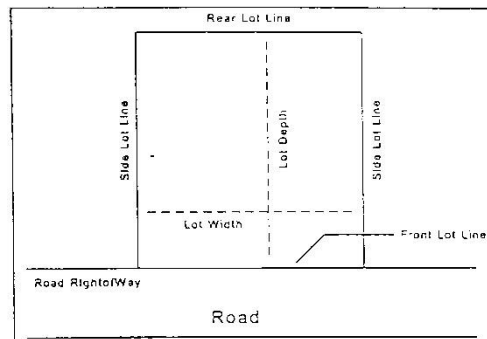 Rear Lot Line
Side Lot Line
Lot Depth
Side Lot Line
Lot Width
Front Lot Line
Road RightofWay
Road